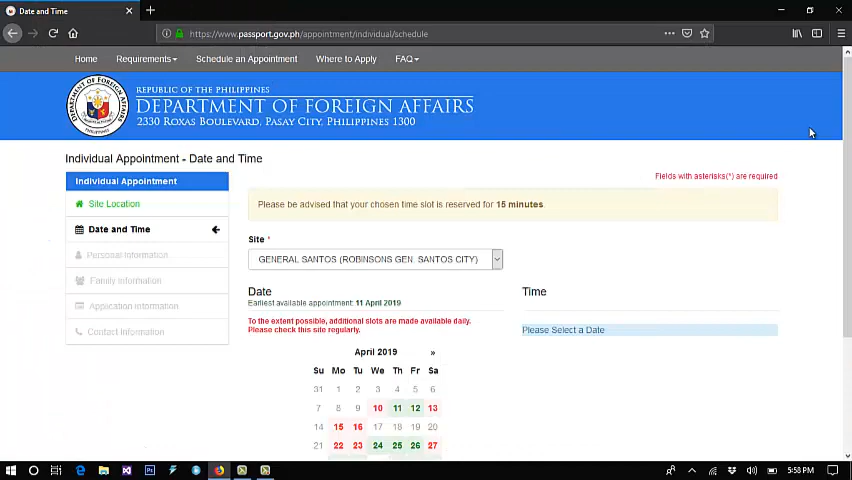 Date and Time
https://www.passport.gov.ph/appointment/individual/schedule
Home Requirements Schedule an Appointment Where to Apply FAQ
REPUBLIC OF THE PHILIPPINES
DEPARTMENT OF FOREIGN AFFAIRS
2330 ROXAS BOULEVARD, PASAY CITY, PHILIPPINES 1300
Individual Appointment - Date and Time
Fields with asterisks(*) are required
Individual Appointment
Site Location
Date and Time
Personal Information
Family Information
Application Information
Contact Information
Please be advised that your chosen time slot is reserved for 15 minutes.
Site *
GENERAL SANTOS (ROBINSONS GEN. SANTOS CITY)
Date
Earliest available appointment: 11 April 2019
To the extent possible, additional slots are made available daily.
Please check this site regularly.
Time
Please Select a Date
April 2019 »
Su Mo Tu We Th Fr Sa
31 1 2 3 4 5 6
7 8 9 10 11 12 13
14 15 16 17 18 19 20
21 22 23 24 25 26 27
5:58 PM